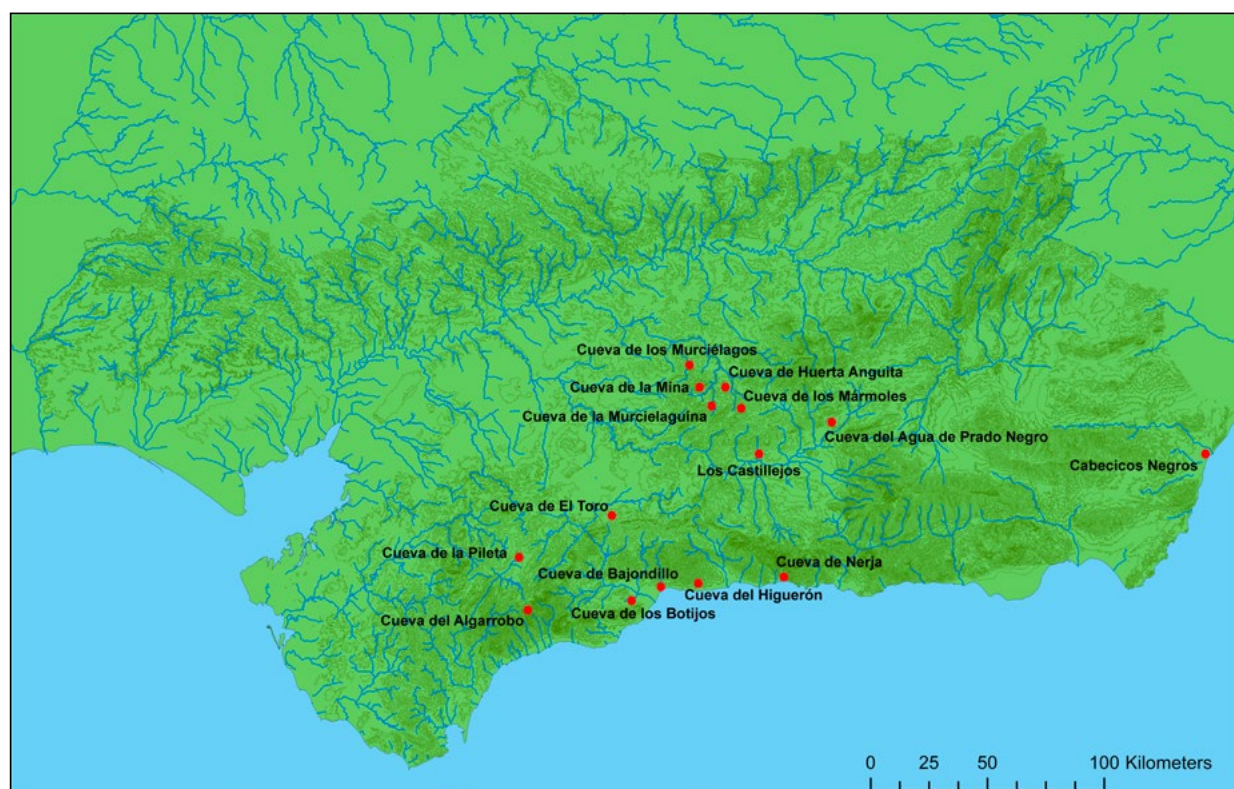 Cueva de los Murciélagos
Cueva de Huerta Anguita
Cueva de la Mina
Cueva de los Mármoles
Cueva de la Murcielaguina
Cueva del Agua de Prado Negro
Los Castillejos
Cabecicos Negros
Cueva de El Toro
Cueva de la Pileta
Cueva de Nerja
Cueva de Bajondillo
Cueva del Higuerón
Cueva de los Botijos
Cueva del Algarrobo
0 25 50 100 Kilometers